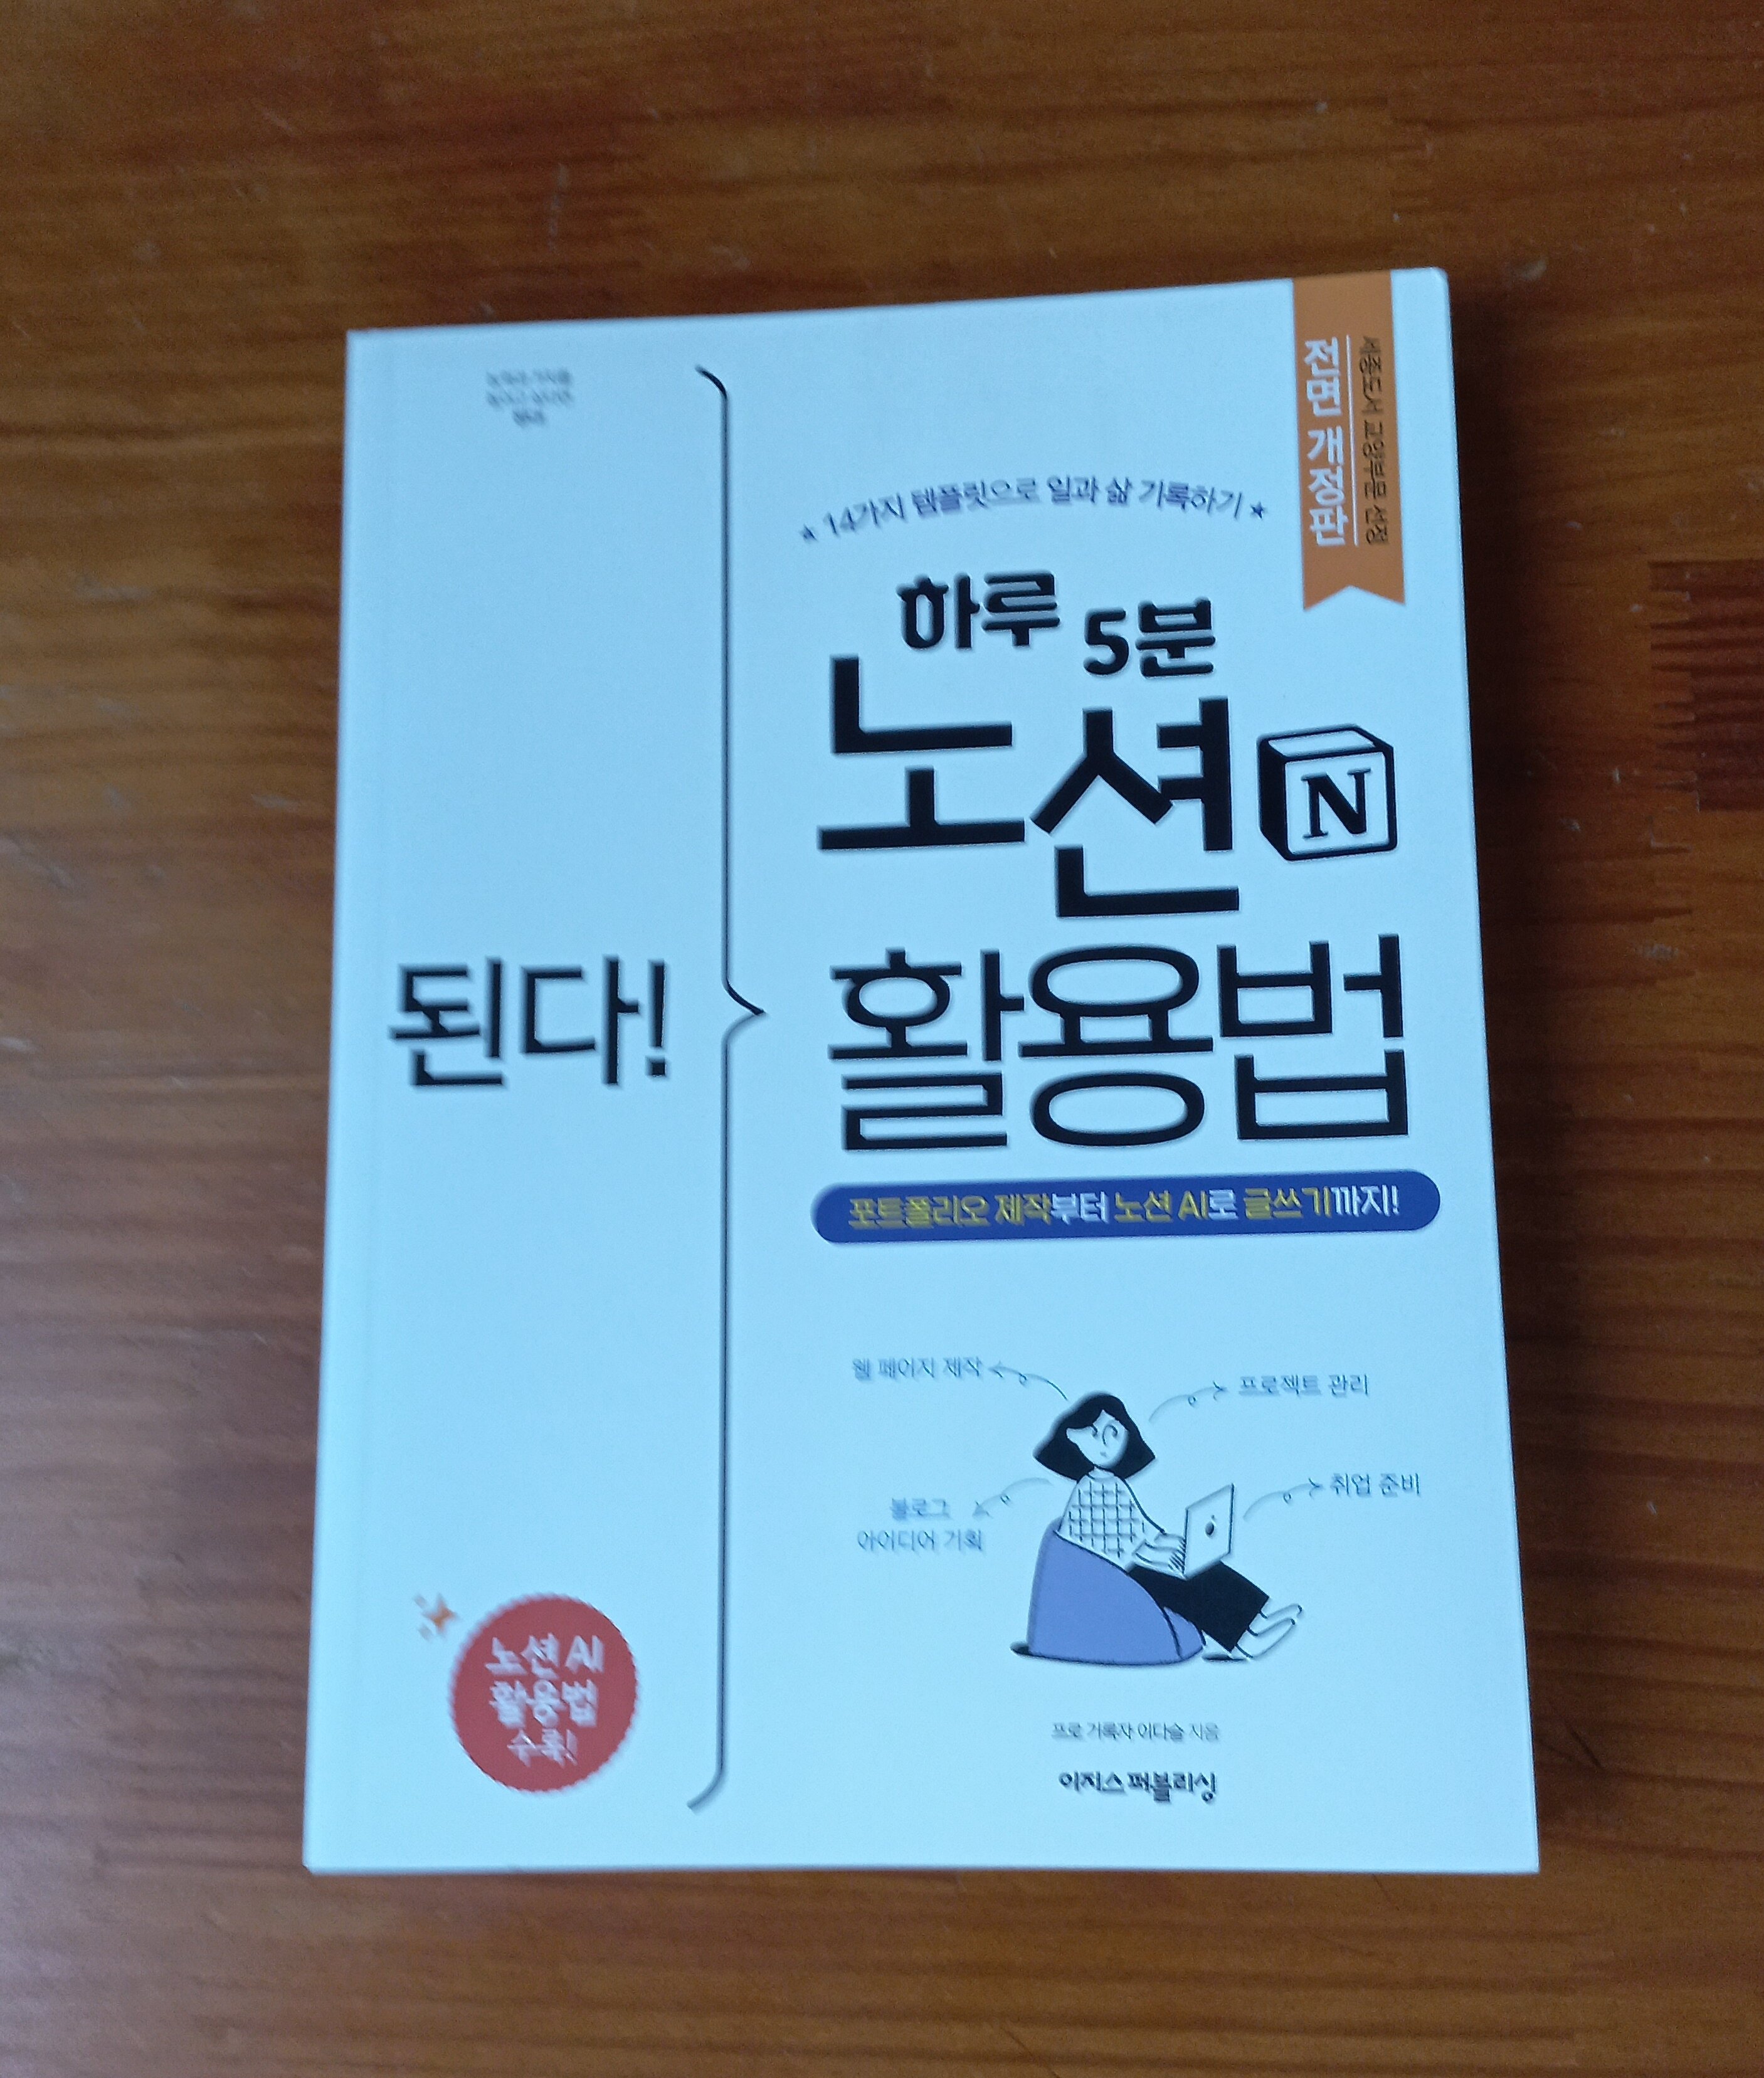 전면 개정판
세종도서 교양부문 선정
★ 14가지 템플릿으로 일과 삶 기록하기 ★
된다!
하루 5분
노션 N
활용법
포트폴리오 제작부터 노션 AI로 글쓰기까지!
웹 페이지 제작
프로젝트 관리
취업 준비
블로그
아이디어 기획
노션 AI
활용법
수록!
프로 기록자 이다슬 지음
이지스 퍼블리싱